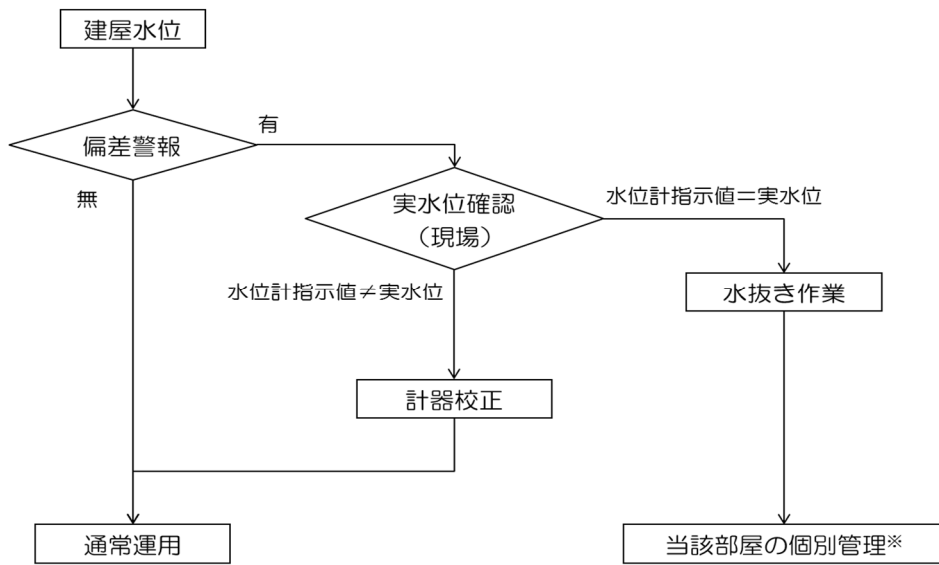 建屋水位
偏差警報
有
無
実水位確認
（現場）
水位計指示値＝実水位
水位計指示値≠実水位
水抜き作業
計器校正
通常運用
当該部屋の個別管理※